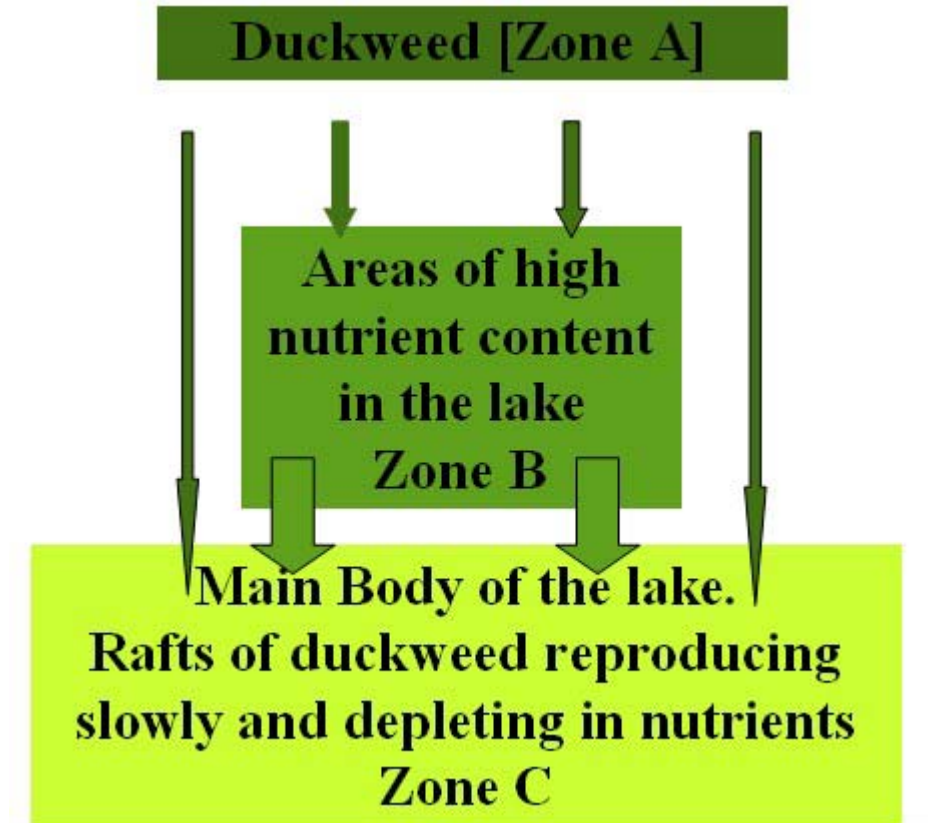 Duckweed [Zone A]
Areas of high
nutrient content
in the lake
Zone B
Main Body of the lake.
Rafts of duckweed reproducing
slowly and depleting in nutrients
Zone C